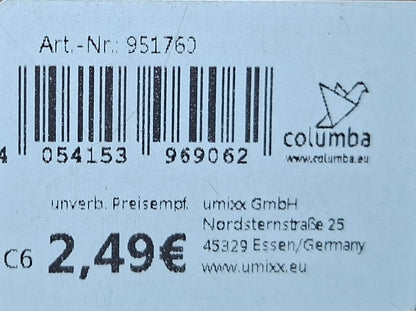 Art.-Nr.: 951760
4 054153 969062
columba
www.columba.eu
unverb. Preisempf.
C6 2,49€
umixx GmbH
Nordsternstraße 25
45329 Essen/Germany
www.umixx.eu